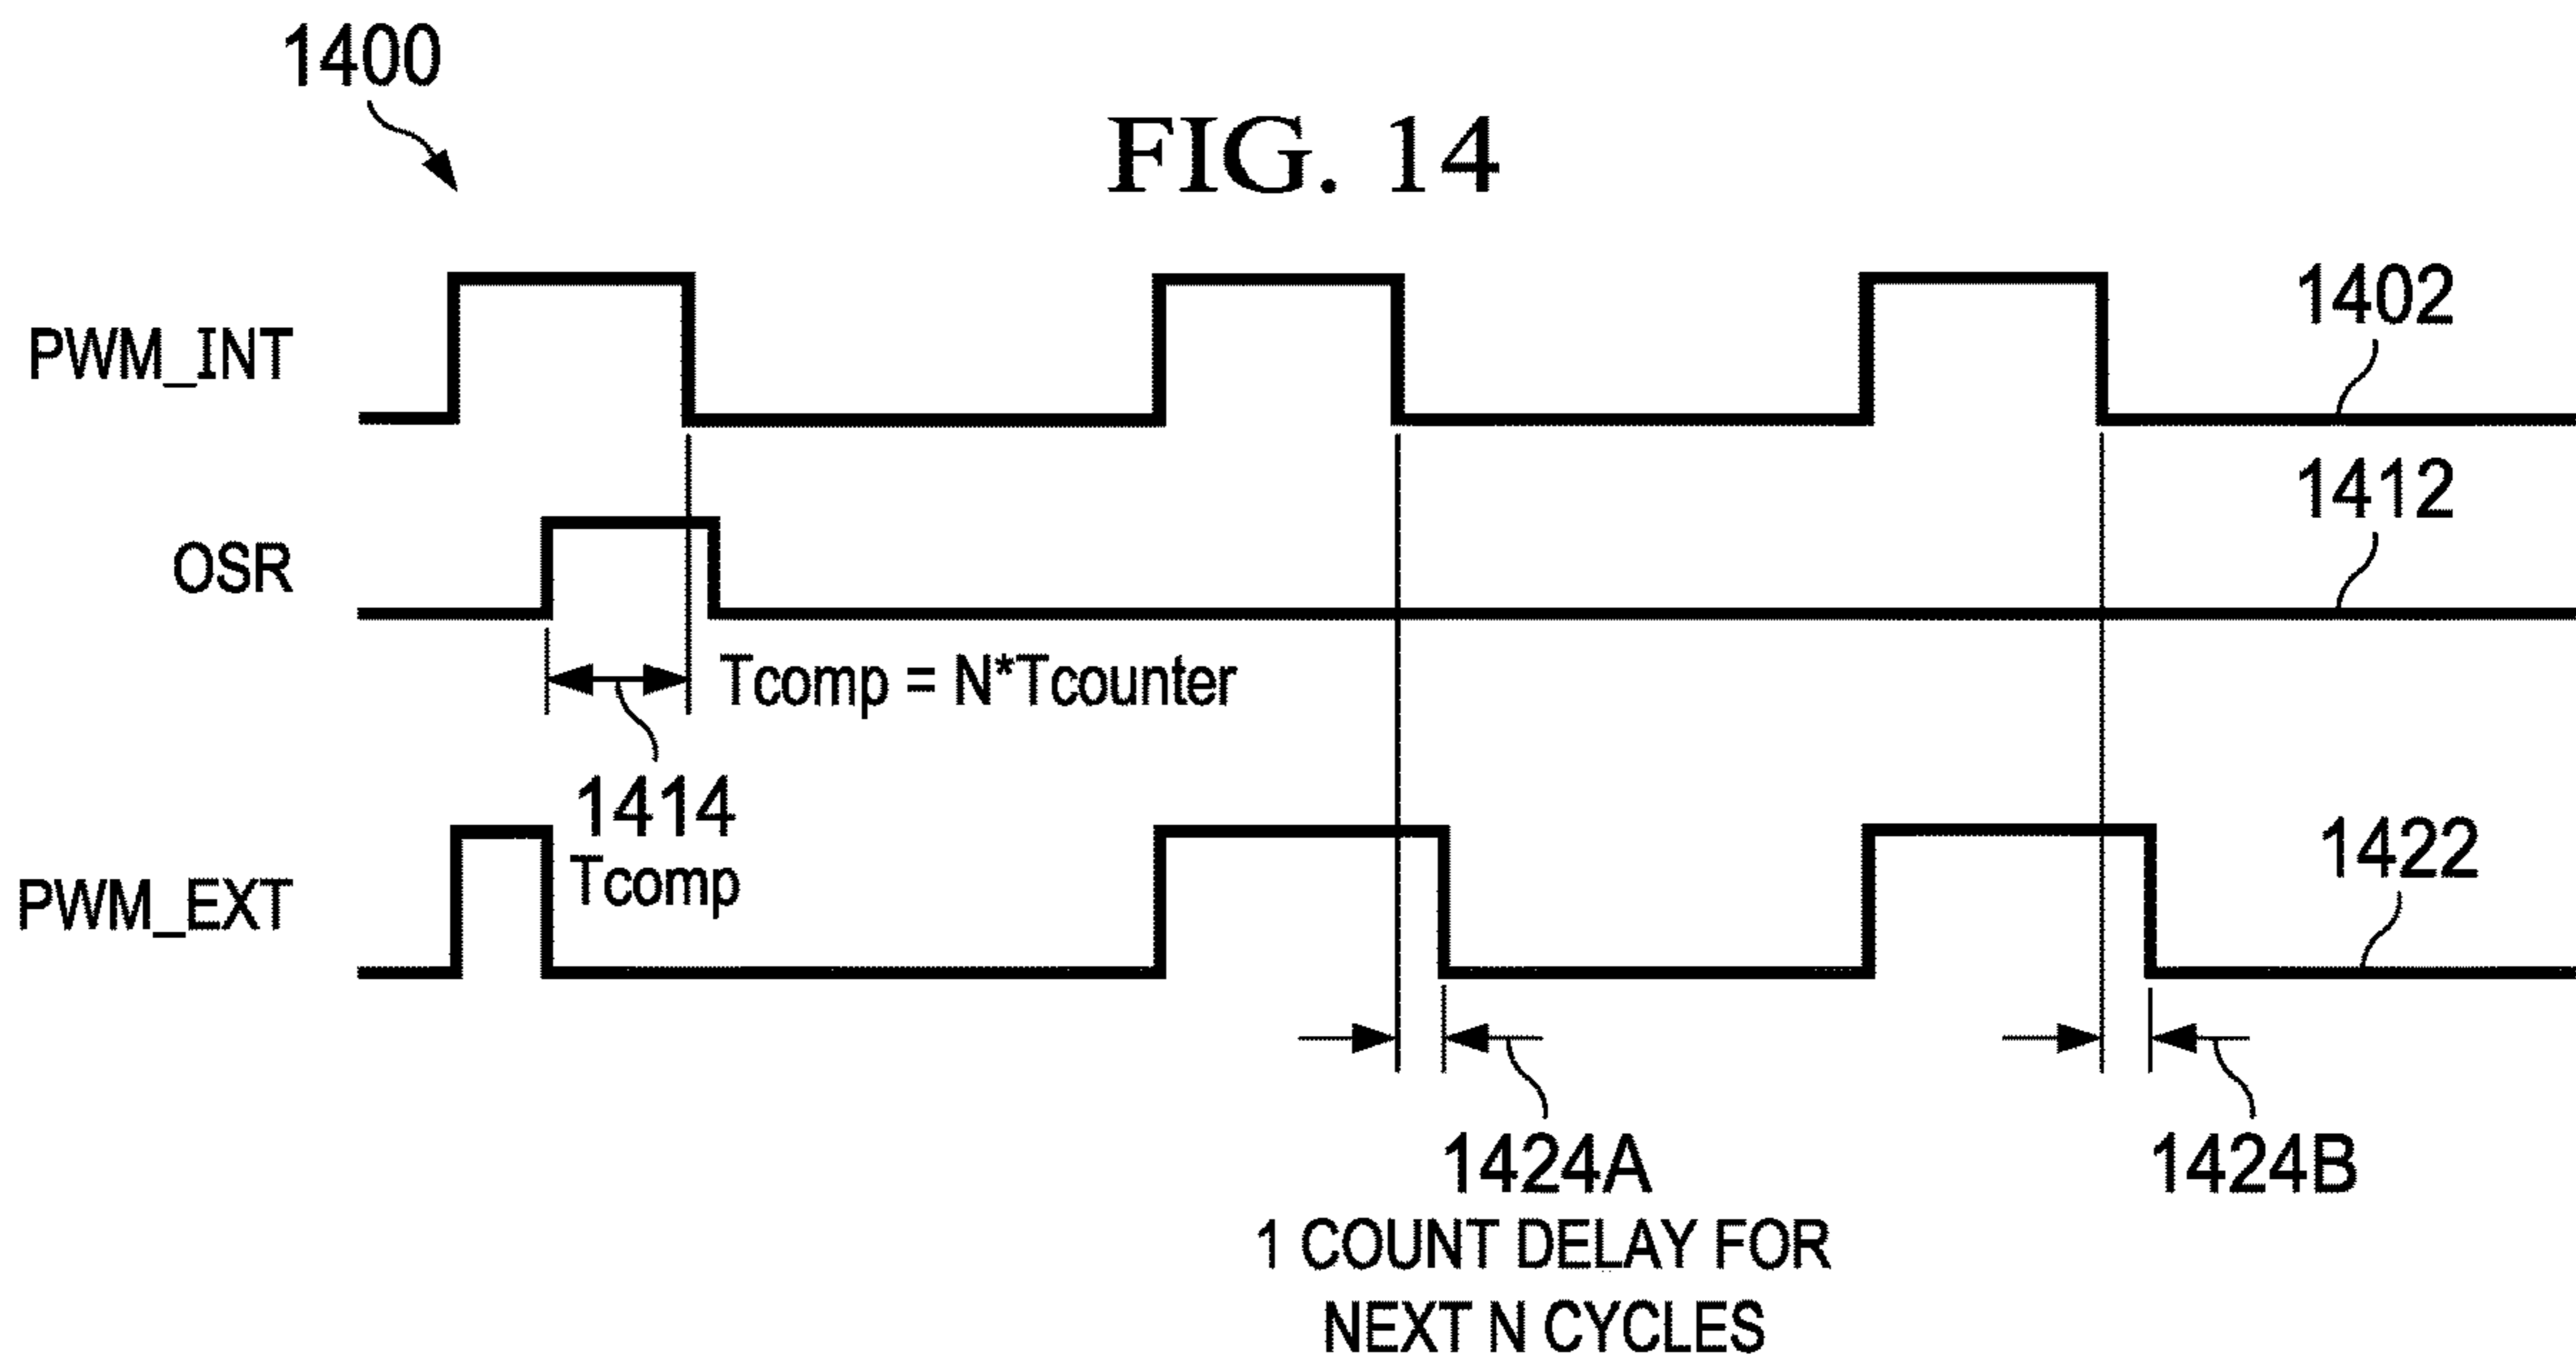 1400
FIG. 14
PWM_INT
1402
1412
OSR
Tcomp = N*Tcounter
1414
Tcomp
PWM_EXT
1422
1424A
1424B
1 COUNT DELAY FOR
NEXT N CYCLES